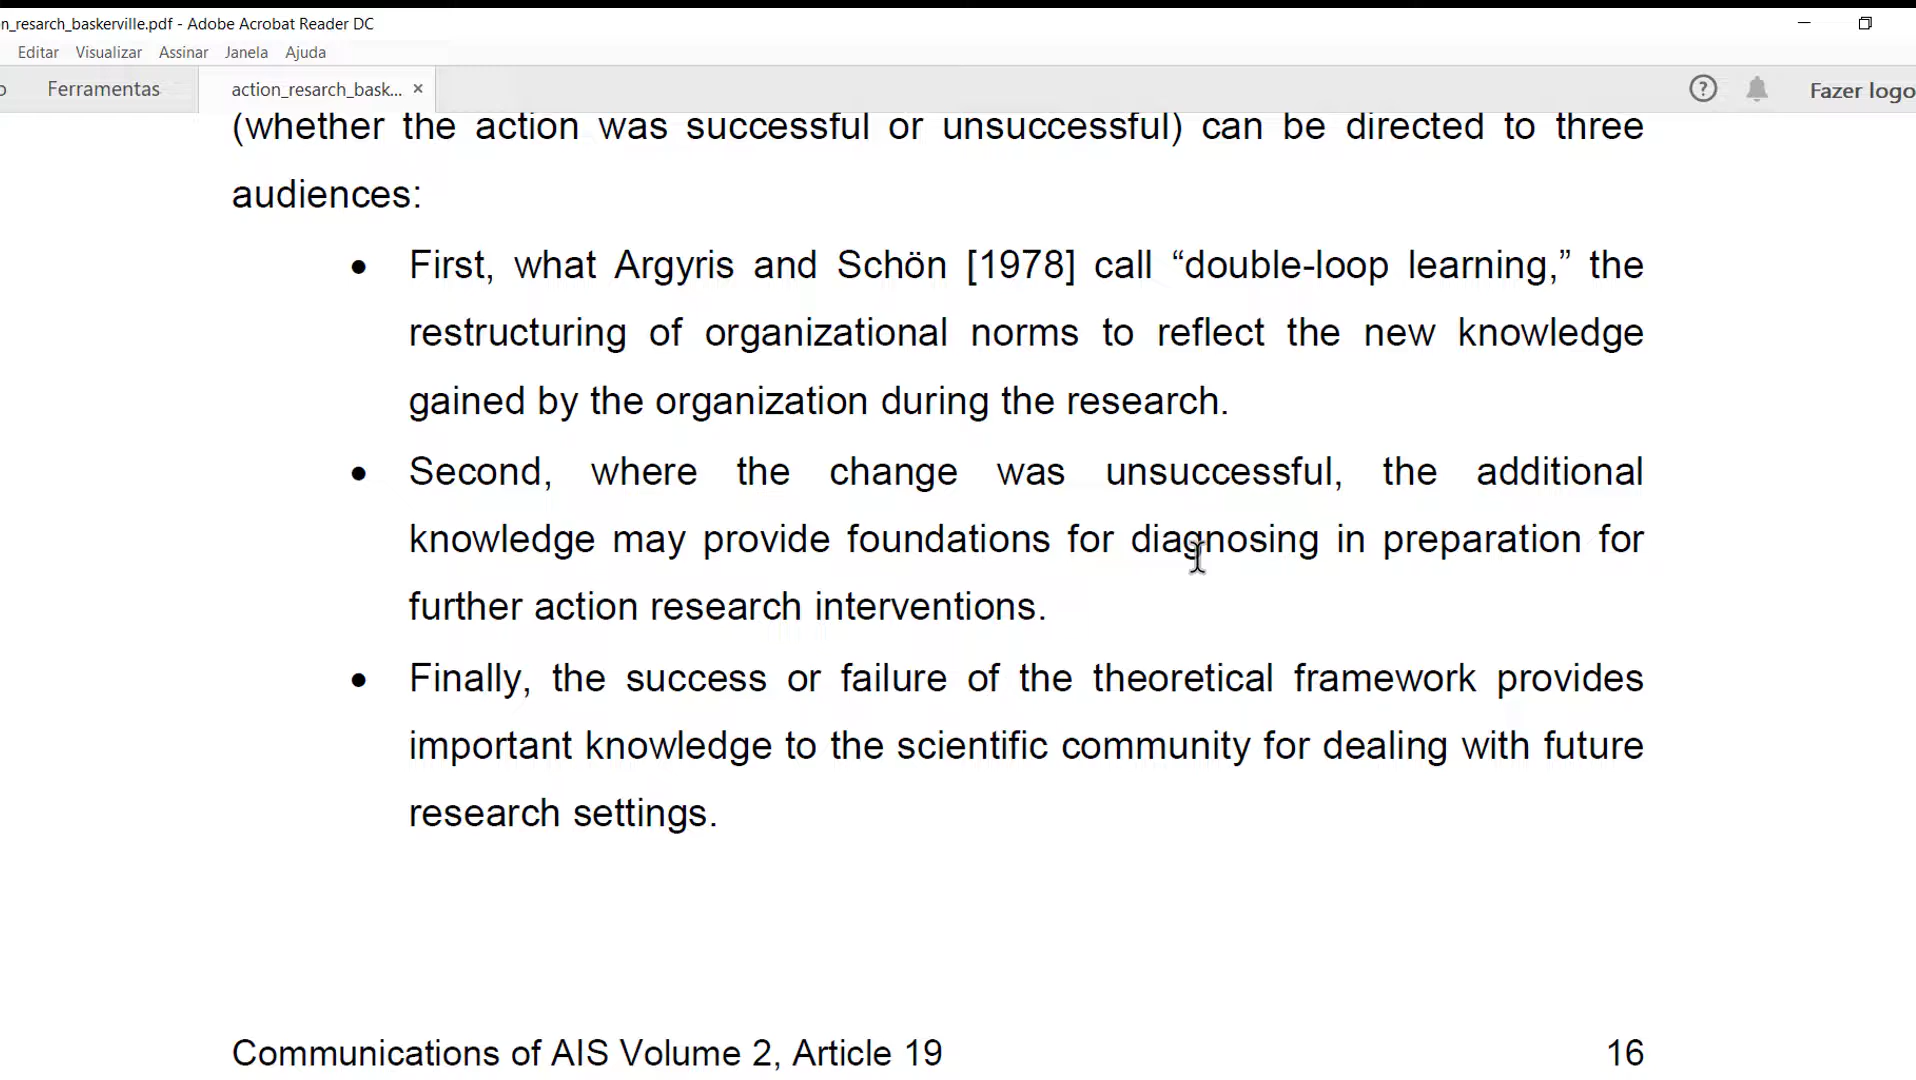 n_resarch_baskerville.pdf - Adobe Acrobat Reader DC
Editar Visualizar Assinar Janela Ajuda
Ferramentas action_resarch_bask... × ? Fazer logo
(whether the action was successful or unsuccessful) can be directed to three
audiences:
• First, what Argyris and Schön [1978] call “double-loop learning,” the
restructuring of organizational norms to reflect the new knowledge
gained by the organization during the research.
• Second, where the change was unsuccessful, the additional
knowledge may provide foundations for diagnosing in preparation for
further action research interventions.
• Finally, the success or failure of the theoretical framework provides
important knowledge to the scientific community for dealing with future
research settings.
Communications of AIS Volume 2, Article 19 16